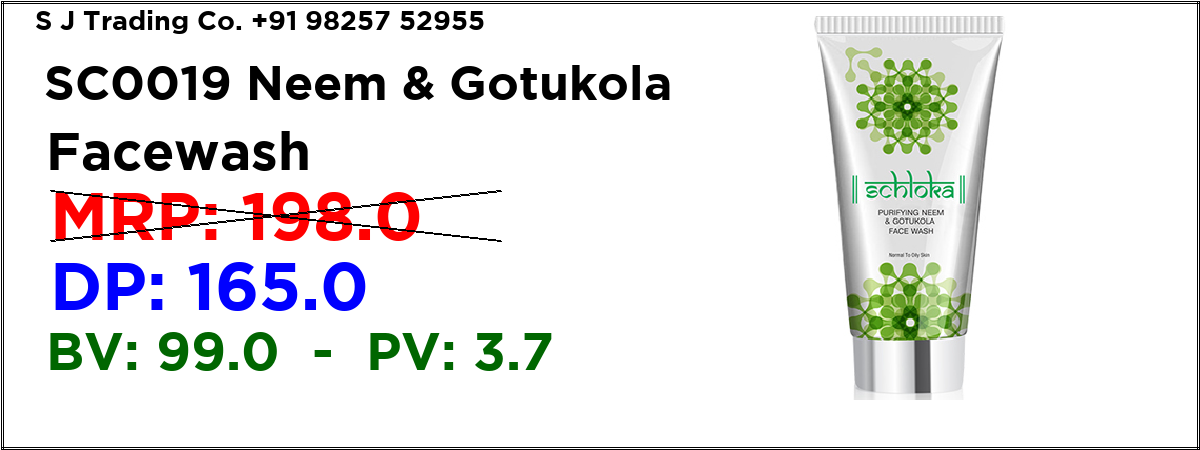 S J Trading Co. +91 98257 52955
SC0019 Neem & Gotukola
Facewash
MRP: 198.0
DP: 165.0
BV: 99.0 - PV: 3.7
|| schloka ||
PURIFYING NEEM
& GOTUKOLA
FACE WASH
Normal To Oily Skin